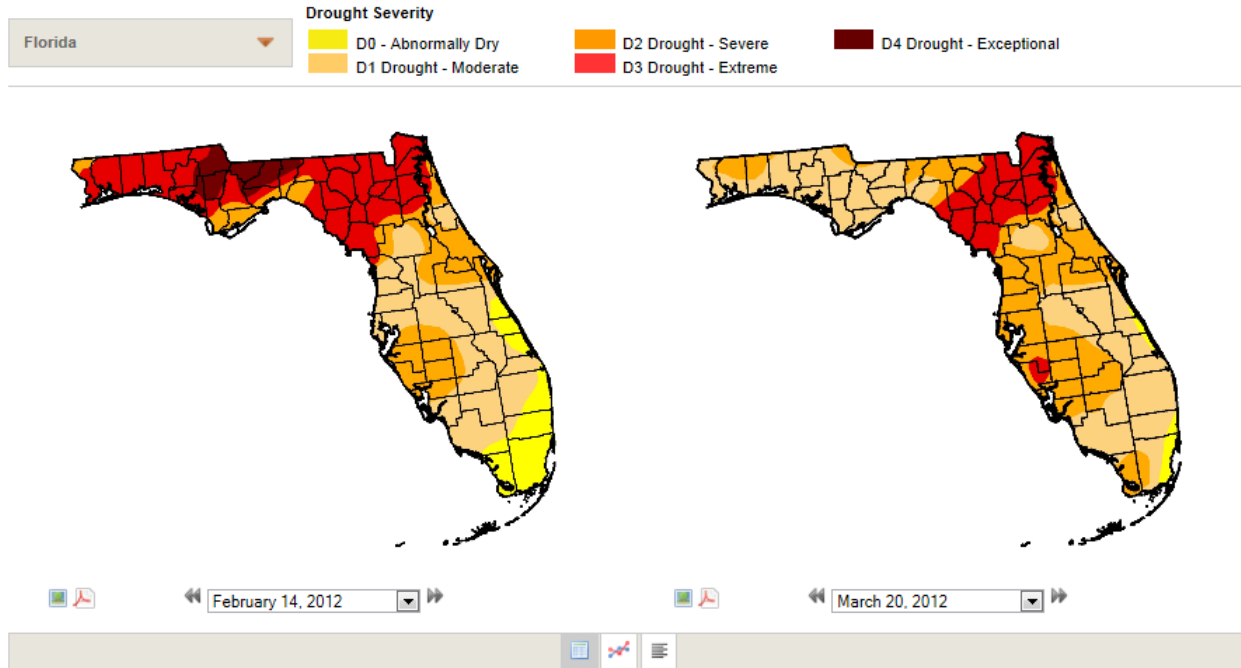 Drought Severity
Florida
D0 - Abnormally Dry
D2 Drought - Severe
D4 Drought - Exceptional
D1 Drought - Moderate
D3 Drought - Extreme
February 14, 2012
March 20, 2012